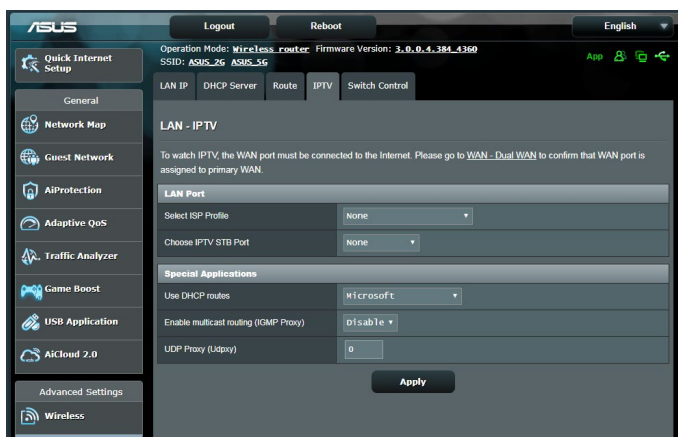 ASUS
Logout
Reboot
English
Quick Internet Setup
Operation Mode: Wireless router Firmware Version: 3.0.0.4.384_4360
SSID: ASUS_2G ASUS_5G
App
LAN IP
DHCP Server
Route
IPTV
Switch Control
General
Network Map
Guest Network
AiProtection
Adaptive QoS
Traffic Analyzer
Game Boost
USB Application
AiCloud 2.0
Advanced Settings
Wireless
LAN - IPTV
To watch IPTV, the WAN port must be connected to the Internet. Please go to WAN - Dual WAN to confirm that WAN port is
assigned to primary WAN.
LAN Port
Select ISP Profile
None
Choose IPTV STB Port
None
Special Applications
Use DHCP routes
Microsoft
Enable multicast routing (IGMP Proxy)
Disable
UDP Proxy (Udpxy)
0
Apply